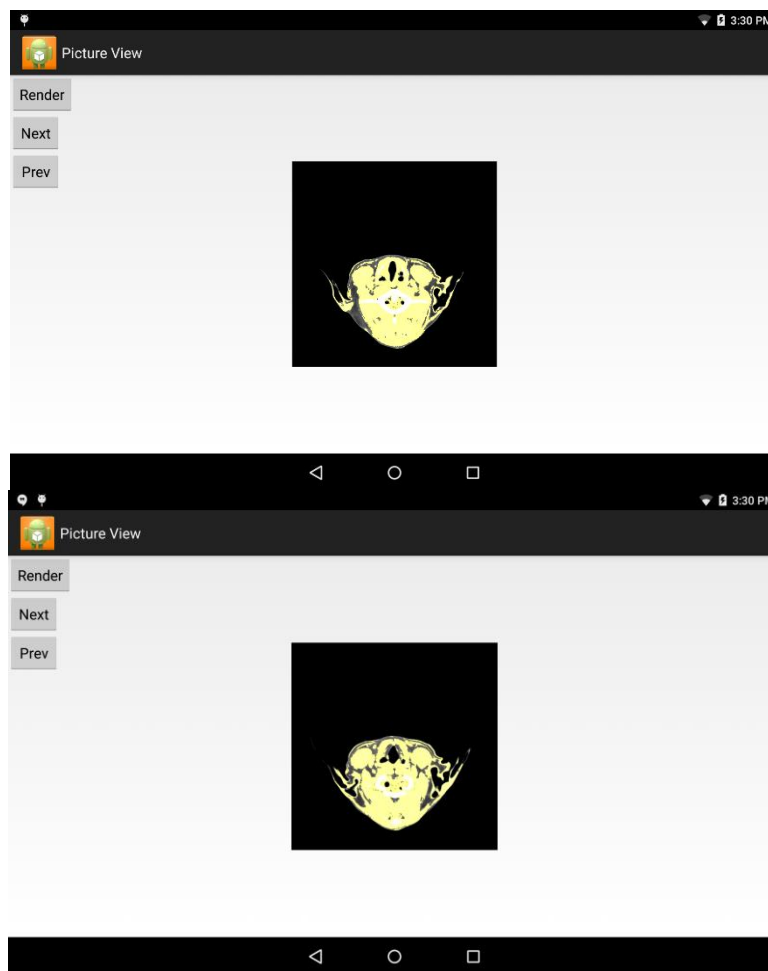 3:30 PM
Picture View
Render
Next
Prev
3:30 PM
Picture View
Render
Next
Prev